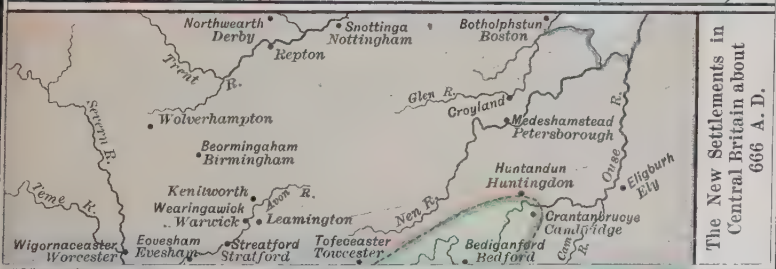 Northwearth
Derby
Snottinga
Nottingham
Botholphstun
Boston
Repton
Trent
R.
Glen R.
Croyland
Severn R.
Wolverhampton
Medeshamstead
Petersborough
Beormingaham
Birmingham
Ouse R.
Huntandun
Huntingdon
Eligburh
Ely
Teme R.
Kenilworth
Avon R.
Wearingawick
Warwick
Leamington
Nen R.
Crantanbrucye
Cambridge
Cam R.
Wigornaceaster
Worcester
Eovesham
Evesham
Streatford
Stratford
Tofeceaster
Towcester
Bediganford
Bedford
The New Settlements in
Central Britain about
666 A. D.